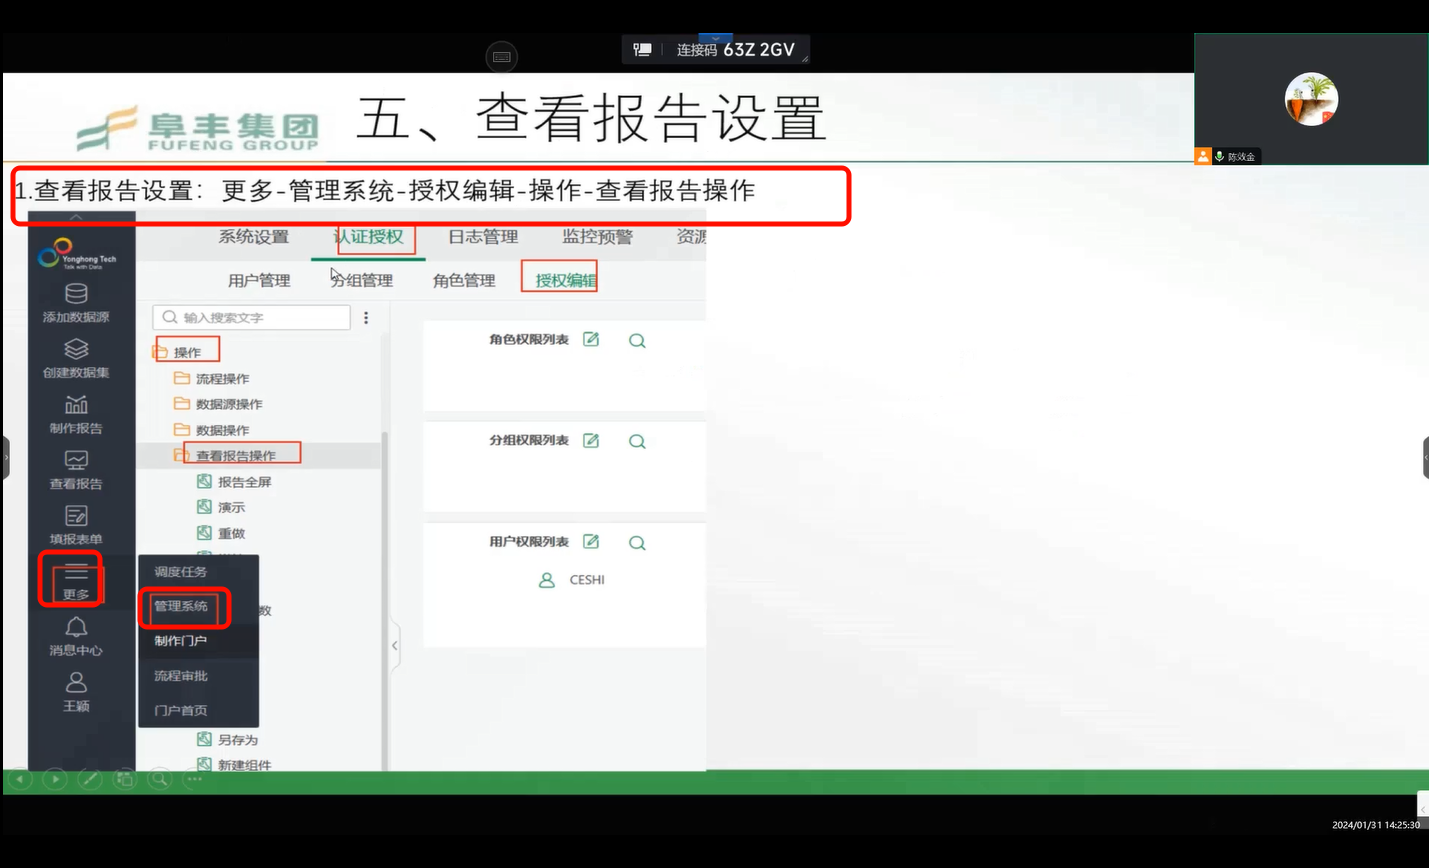 连接码 63Z 2GV
陈效金
阜丰集团
FUFENG GROUP
五、查看报告设置
1.查看报告设置：更多-管理系统-授权编辑-操作-查看报告操作
Yonghong Tech
Talk with Data
添加数据源
创建数据集
制作报告
查看报告
填报表单
更多
消息中心
王颖
系统设置
认证授权
日志管理
监控预警
资源
用户管理
分组管理
角色管理
授权编辑
输入搜索文字
操作
流程操作
数据源操作
数据操作
查看报告操作
报告全屏
演示
重做
数
另存为
新建组件
调度任务
管理系统
制作门户
流程审批
门户首页
角色权限列表
分组权限列表
用户权限列表
CESHI
2024/01/31 14:25:30